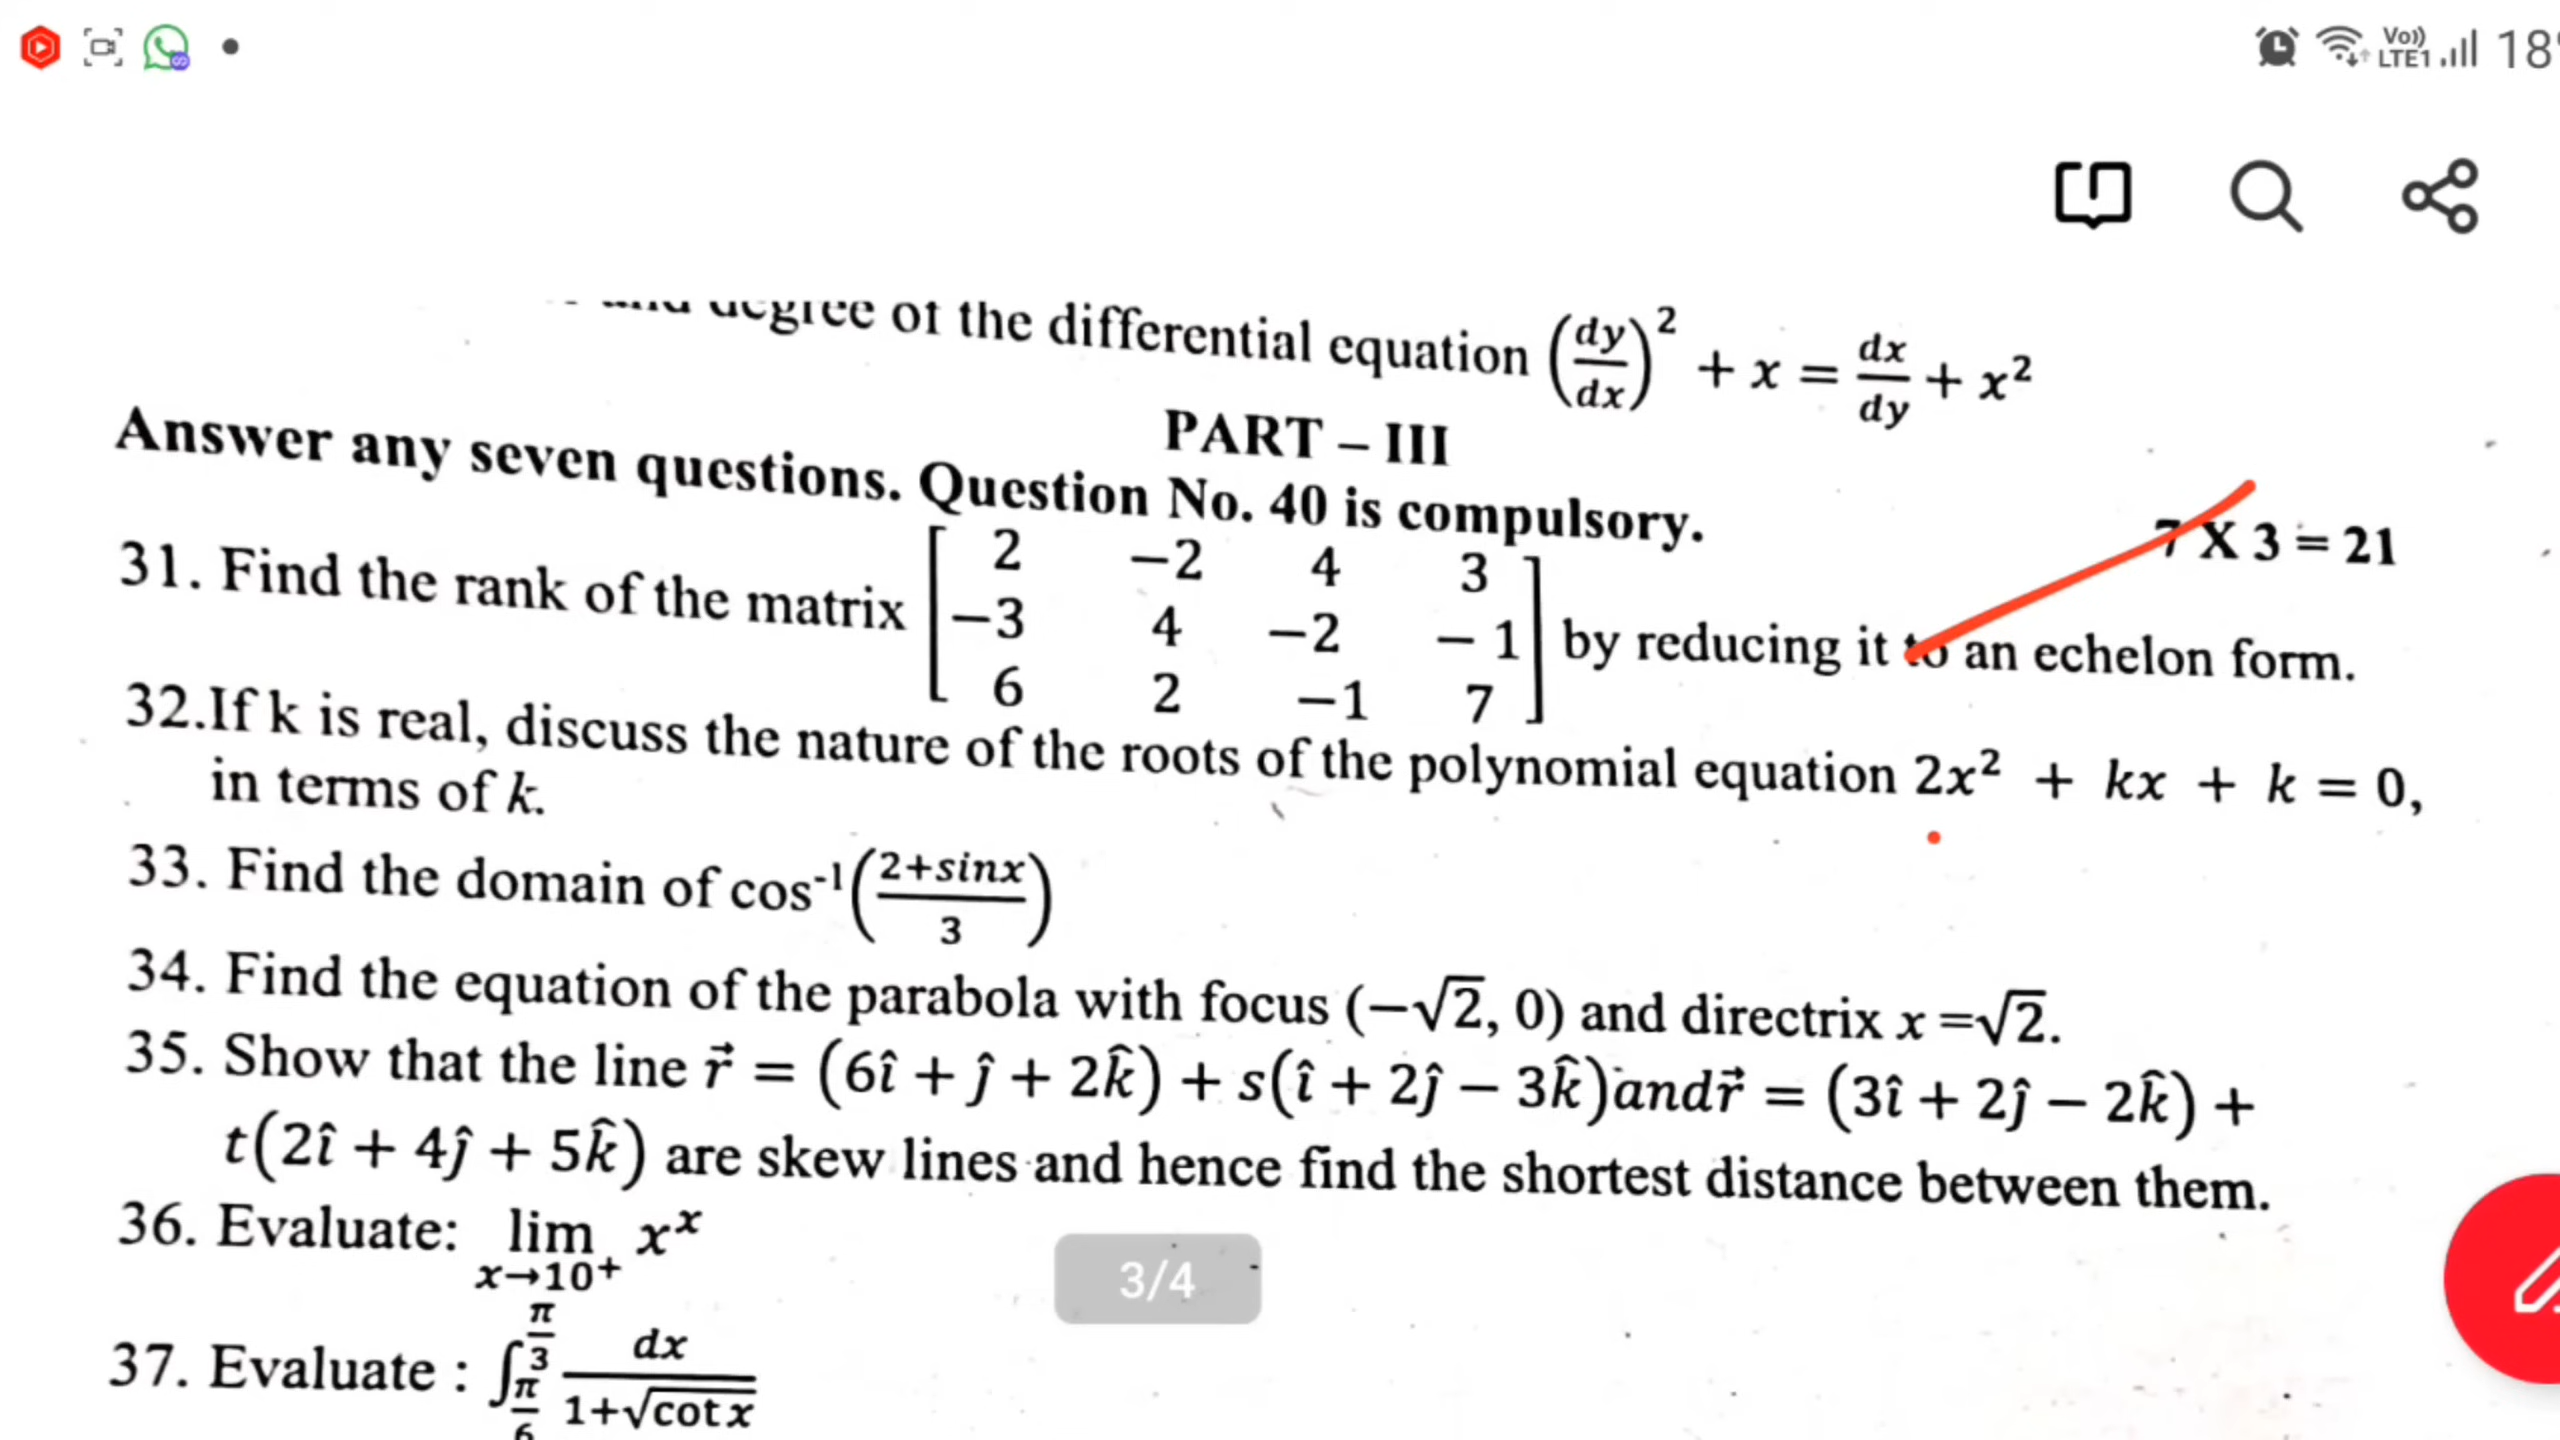 Vo)) LTE1 18
degree of the differential equation (dy/dx)² + x = dx/dy + x²
PART – III
Answer any seven questions. Question No. 40 is compulsory.
7 X 3 = 21
31. Find the rank of the matrix [2 −2 4 3; −3 4 −2 −1; 6 2 −1 7] by reducing it to an echelon form.
32.If k is real, discuss the nature of the roots of the polynomial equation 2x² + kx + k = 0,
in terms of k.
33. Find the domain of cos⁻¹((2+sinx)/3)
34. Find the equation of the parabola with focus (−√2, 0) and directrix x =√2.
35. Show that the line r⃗ = (6î + ĵ + 2k̂) + s(î + 2ĵ − 3k̂)andr⃗ = (3î + 2ĵ − 2k̂) +
t(2î + 4ĵ + 5k̂) are skew lines and hence find the shortest distance between them.
36. Evaluate: lim x→10⁺ xˣ
3/4
37. Evaluate : ∫ π/6 π/3 dx/(1+√cot x)